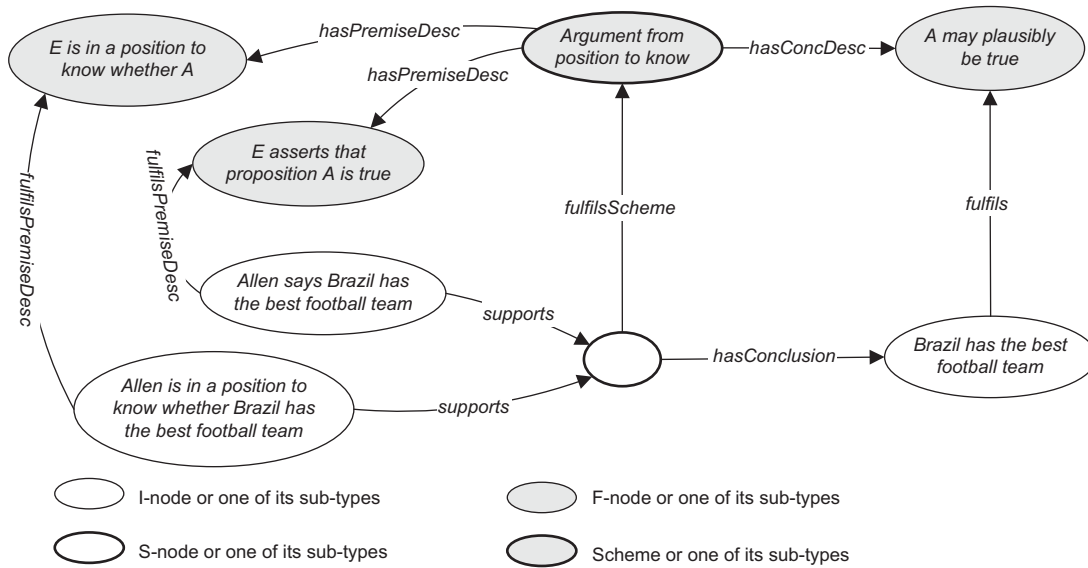 E is in a position to
know whether A
hasPremiseDesc
Argument from
position to know
hasConcDesc
A may plausibly
be true
hasPremiseDesc
E asserts that
proposition A is true
fulfilsPremiseDesc
fulfilsPremiseDesc
fulfilsScheme
fulfils
Allen says Brazil has
the best football team
supports
Allen is in a position to
know whether Brazil has
the best football team
supports
hasConclusion
Brazil has the best
football team
I-node or one of its sub-types
F-node or one of its sub-types
S-node or one of its sub-types
Scheme or one of its sub-types